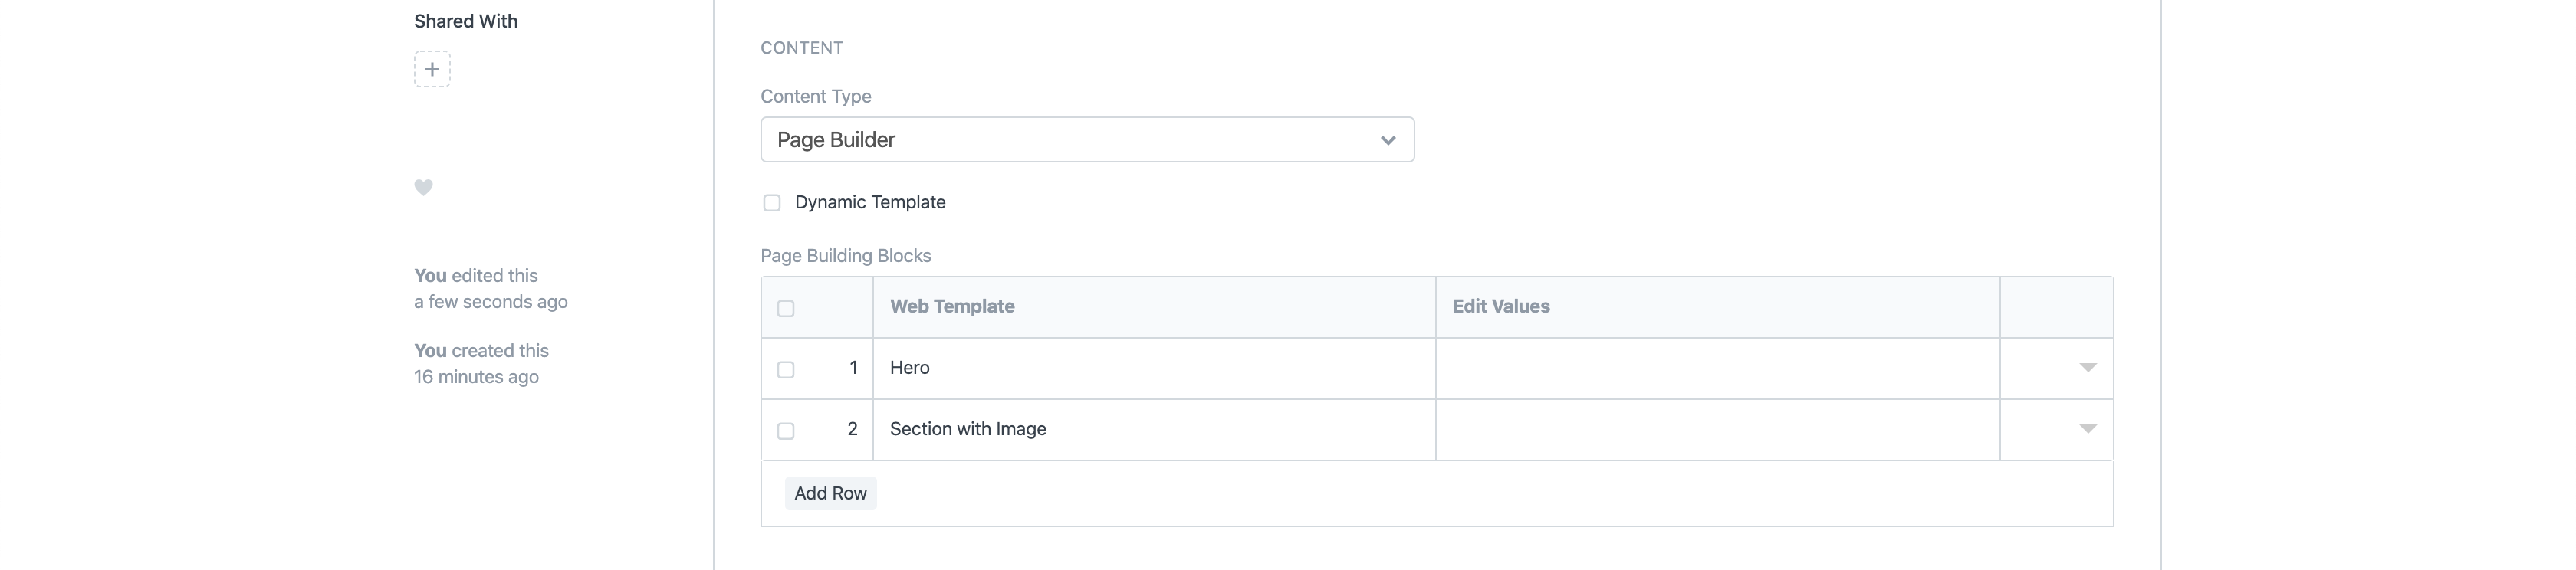 Shared With
+
You edited this
a few seconds ago
You created this
16 minutes ago
CONTENT
Content Type
Page Builder
Dynamic Template
Page Building Blocks
Web Template Edit Values
1 Hero
2 Section with Image
Add Row